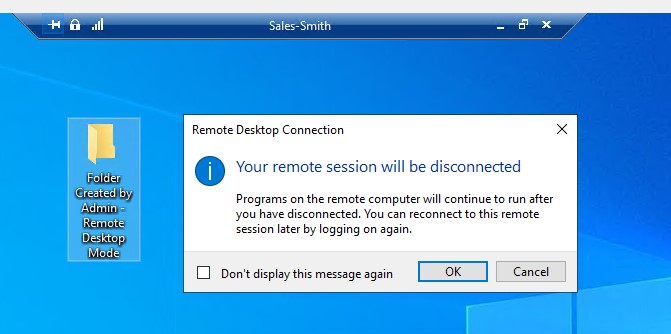 Sales-Smith
Folder
Created by
Admin -
Remote
Desktop
Mode
Remote Desktop Connection
Your remote session will be disconnected
Programs on the remote computer will continue to run after
you have disconnected. You can reconnect to this remote
session later by logging on again.
Don't display this message again
OK
Cancel